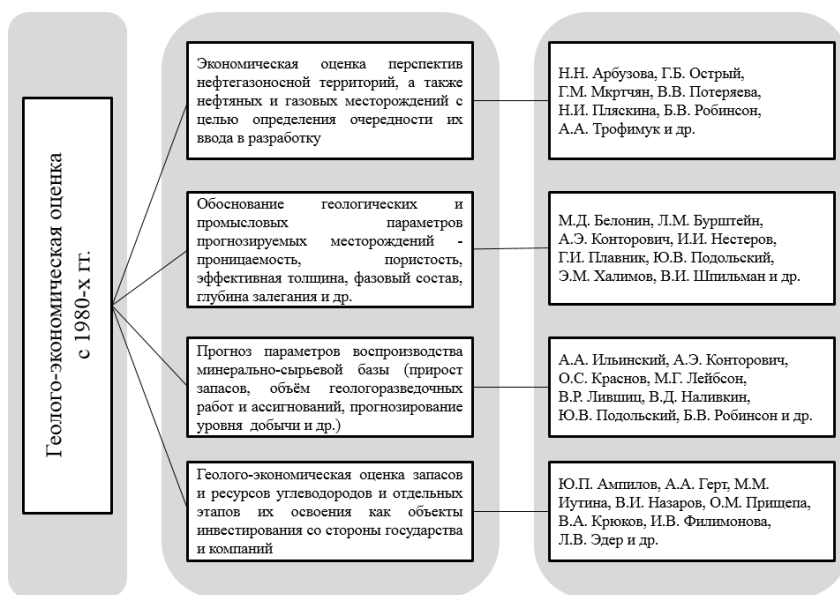 Геолого-экономическая оценка
с 1980-х гг.
Экономическая оценка перспектив
нефтегазоносной территорий, а также
нефтяных и газовых месторождений с
целью определения очередности их
ввода в разработку
Н.Н. Арбузова, Г.Б. Острый,
Г.М. Мкртчян, В.В. Потеряева,
Н.И. Пляскина, Б.В. Робинсон,
А.А. Трофимук и др.
Обоснование геологических и
промысловых параметров
прогнозируемых месторождений -
проницаемость, пористость,
эффективная толщина, фазовый состав,
глубина залегания и др.
М.Д. Белонин, Л.М. Бурштейн,
А.Э. Конторович, И.И. Нестеров,
Г.И. Плавник, Ю.В. Подольский,
Э.М. Халимов, В.И. Шпильман и др.
Прогноз параметров воспроизводства
минерально-сырьевой базы (прирост
запасов, объём геологоразведочных
работ и ассигнований, прогнозирование
уровня добычи и др.)
А.А. Ильинский, А.Э. Конторович,
О.С. Краснов, М.Г. Лейбсон,
В.Р. Лившиц, В.Д. Наливкин,
Ю.В. Подольский, Б.В. Робинсон и др.
Геолого-экономическая оценка запасов
и ресурсов углеводородов и отдельных
этапов их освоения как объекты
инвестирования со стороны государства
и компаний
Ю.П. Ампилов, А.А. Герт, М.М.
Иутина, В.И. Назаров, О.М. Прищепа,
В.А. Крюков, И.В. Филимонова,
Л.В. Эдер и др.